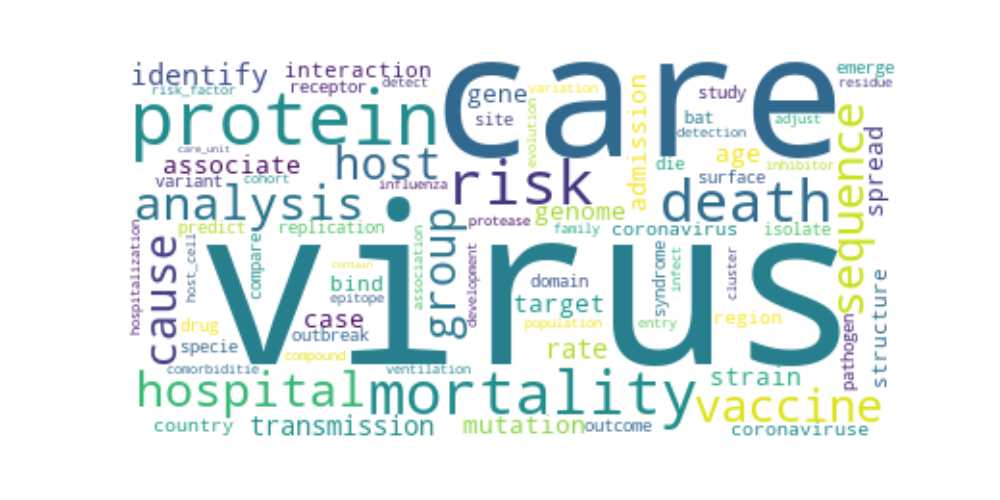 identify
interaction
care
emerge
risk_factor
receptor
detect
residue
protein
gene
variation
study
site
bat
adjust
detection
evolution
admission
sequence
spread
care_unit
associate
host
risk
die
age
inhibitor
variant
cohort
influenza
surface
analysis
death
group
protease
genome
predict
replication
family
coronavirus
isolate
hospitalization
cause
host_cell
compare
virus
contain
association
development
bind
epitope
domain
target
syndrome
infect
cluster
structure
drug
case
outbreak
population
entry
region
pathogen
specie
compound
rate
comorbiditie
ventilation
hospital
mortality
strain
vaccine
country
transmission
mutation
outcome
coronaviruse